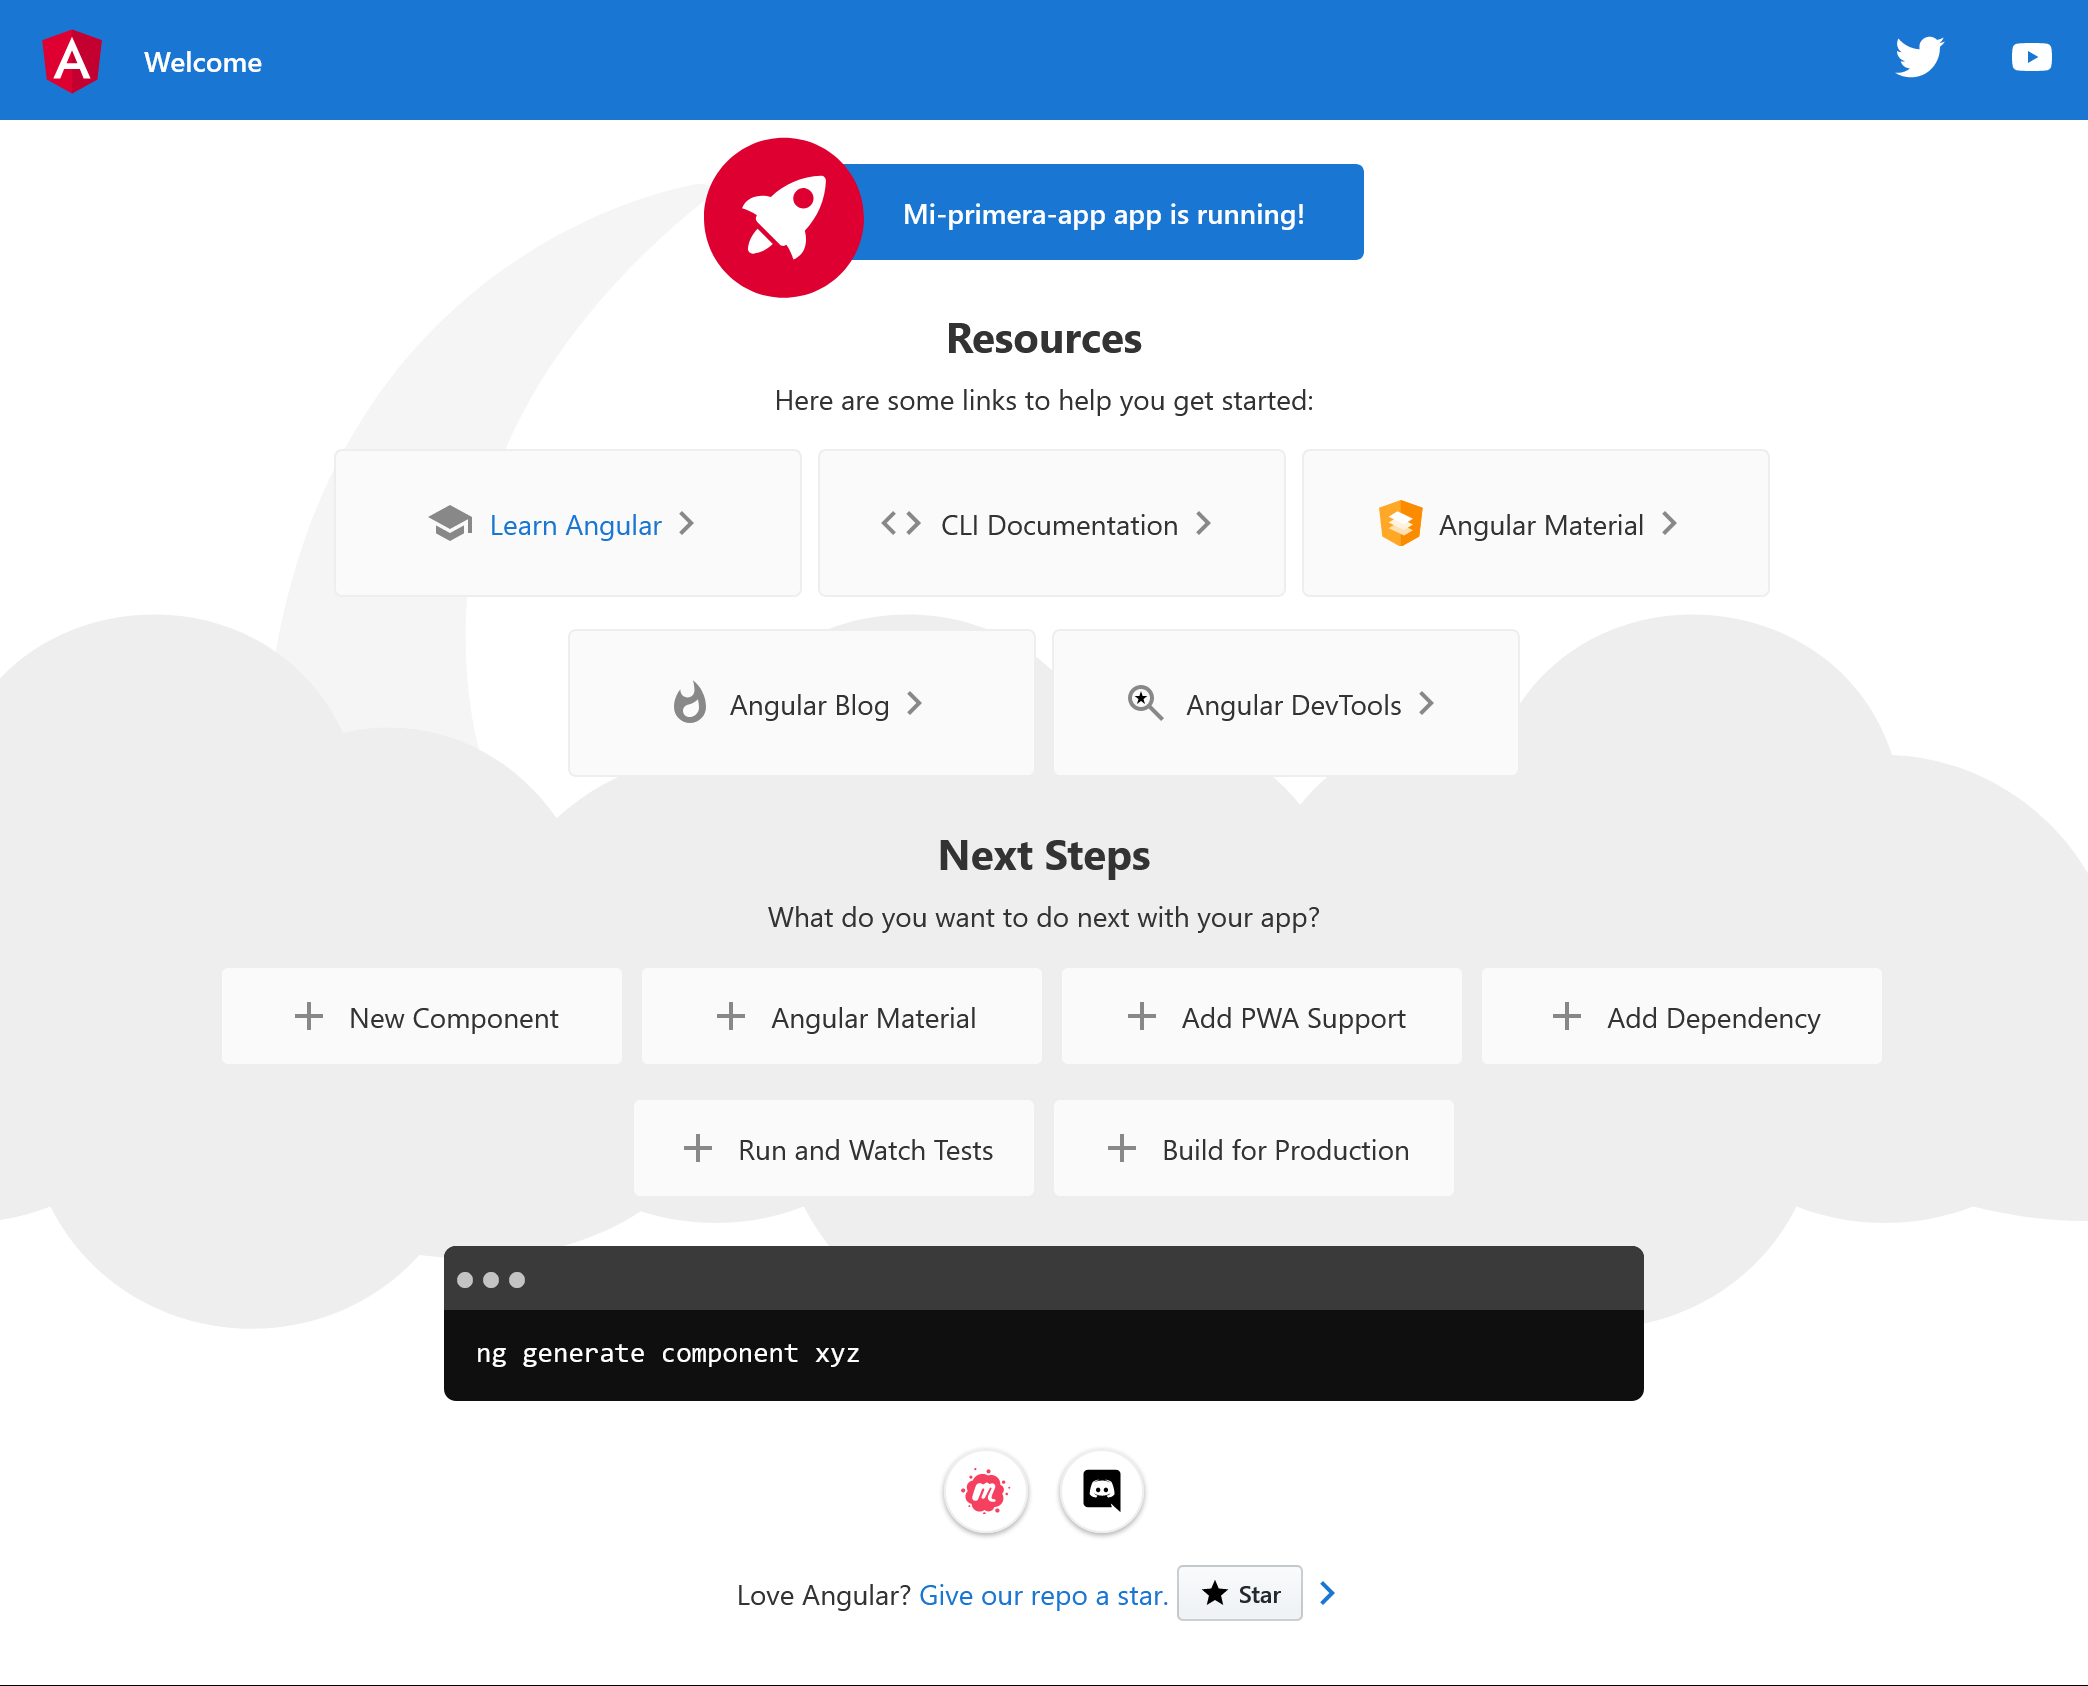 Welcome
Mi-primera-app app is running!
Resources
Here are some links to help you get started:
Learn Angular
CLI Documentation
Angular Material
Angular Blog
Angular DevTools
Next Steps
What do you want to do next with your app?
New Component
Angular Material
Add PWA Support
Add Dependency
Run and Watch Tests
Build for Production
ng generate component xyz
Love Angular? Give our repo a star. Star